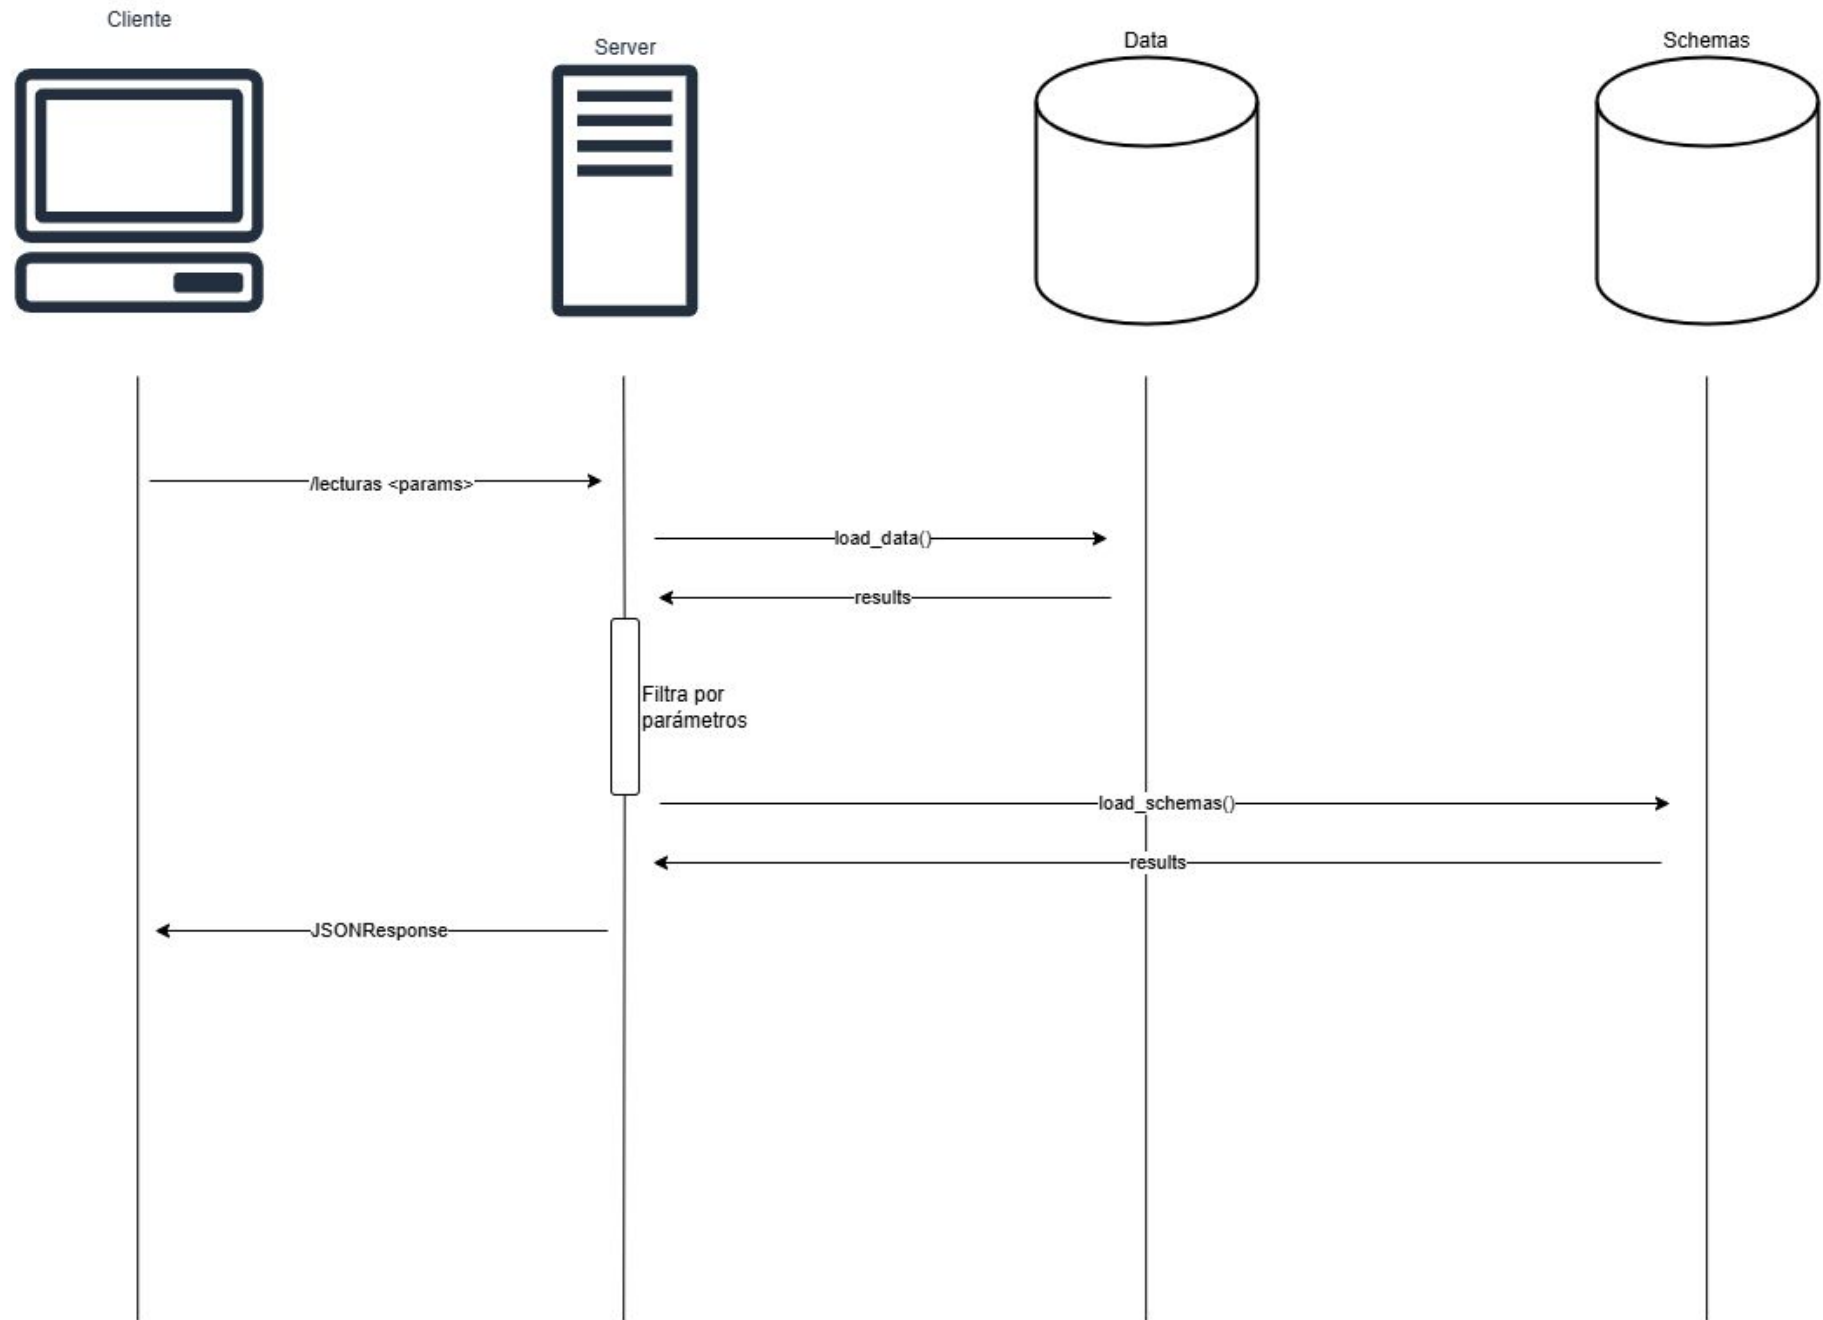 Cliente
Server
Data
Schemas
/lecturas <params>
load_data()
results
Filtra por
parámetros
load_schemas()
results
JSONResponse